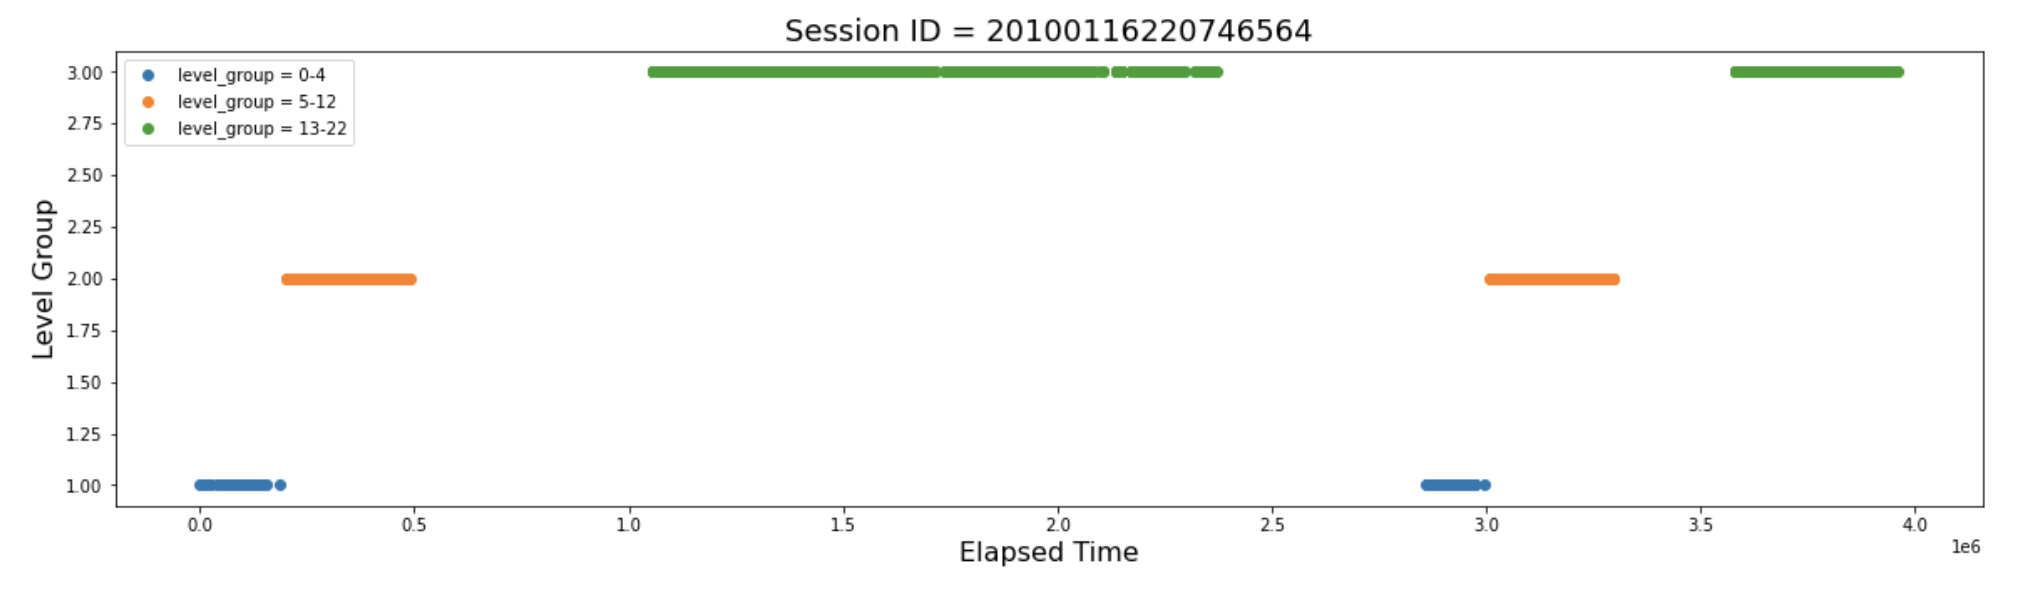 Session ID = 20100116220746564
level_group = 0-4
level_group = 5-12
level_group = 13-22
Level Group
3.00
2.75
2.50
2.25
2.00
1.75
1.50
1.25
1.00
0.0 0.5 1.0 1.5 2.0 2.5 3.0 3.5 4.0
1e6
Elapsed Time